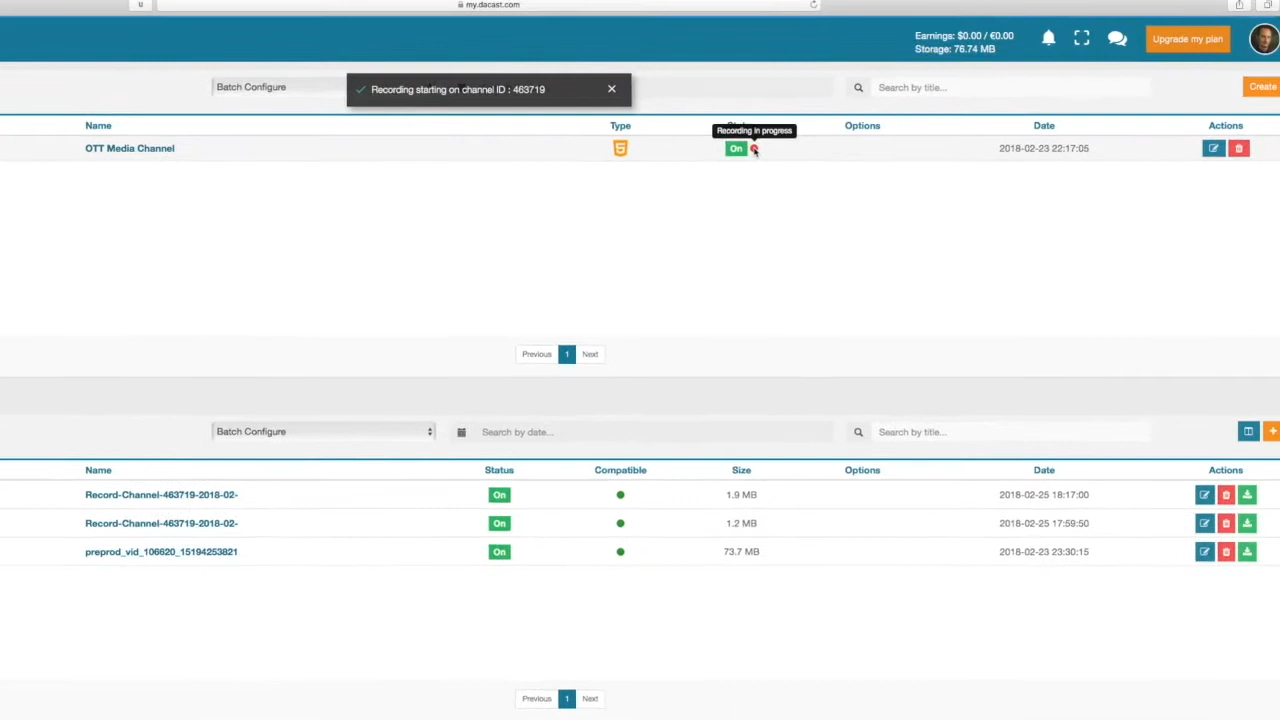 my.dacast.com
Earnings: $0.00 / €0.00
Storage: 76.74 MB
Upgrade my plan
Batch Configure
Recording starting on channel ID : 463719
Search by title...
Create
Name Type Options Date Actions
Recording in progress
OTT Media Channel On 2018-02-23 22:17:05
Previous 1 Next
Batch Configure Search by date... Search by title...
Name Status Compatible Size Options Date Actions
Record-Channel-463719-2018-02- On 1.9 MB 2018-02-25 18:17:00
Record-Channel-463719-2018-02- On 1.2 MB 2018-02-25 17:59:50
preprod_vid_106620_15194253821 On 73.7 MB 2018-02-23 23:30:15
Previous 1 Next